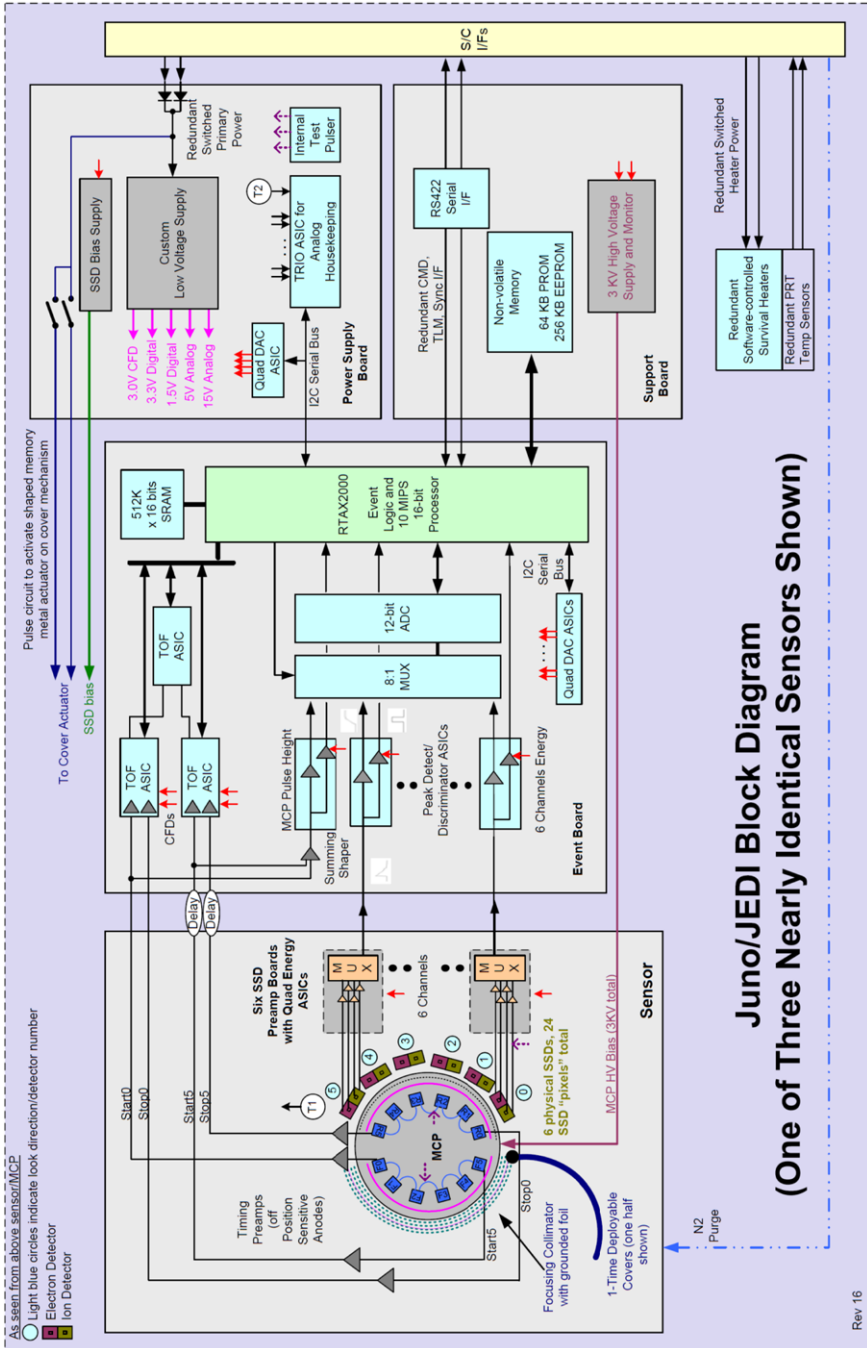 As seen from above sensor/MCP
Light blue circles indicate look direction/detector number
Electron Detector
Ion Detector
Start0
Stop0
Start5
Stop5
Timing
Preamps
(off
Position
Sensitive
Anodes)
T1
Six SSD
Preamp Boards
with Quad Energy
ASICs
M
U
X
6 Channels
M
U
X
5
4
3
2
1
0
MCP
Start5
Stop0
6 physical SSDs, 24
SSD "pixels" total
Focusing Collimator
with grounded foil
1-Time Deployable
Covers (one half
shown)
Sensor
N2
Purge
MCP HV Bias (3KV total)
Delay
Delay
Pulse circuit to activate shaped memory
metal actuator on cover mechanism
To Cover Actuator
SSD bias
TOF
ASIC
TOF
ASIC
TOF
ASIC
CFDs
512K
x 16 bits
SRAM
Summing
Shaper
MCP Pulse Height
Peak Detect/
Discriminator ASICs
6 Channels Energy
8:1
MUX
12-bit
ADC
RTAX2000
Event
Logic and
10 MIPS
16-bit
Processor
I2C
Serial
Bus
Quad DAC ASICs
Event Board
SSD Bias Supply
Redundant
Switched
Primary
Power
Custom
Low Voltage Supply
3.0V CFD
3.3V Digital
1.5V Digital
5V Analog
15V Analog
Quad DAC
ASIC
T2
TRIO ASIC for
Analog
Housekeeping
Internal
Test
Pulser
I2C Serial Bus
Power Supply
Board
Redundant CMD,
TLM, Sync I/F
RS422
Serial
I/F
Non-volatile
Memory
64 KB PROM
256 KB EEPROM
3 KV High Voltage
Supply and Monitor
Support
Board
S/C
I/Fs
Redundant Switched
Heater Power
Redundant
Software-controlled
Survival Heaters
Redundant PRT
Temp Sensors
Juno/JEDI Block Diagram
(One of Three Nearly Identical Sensors Shown)
Rev 16